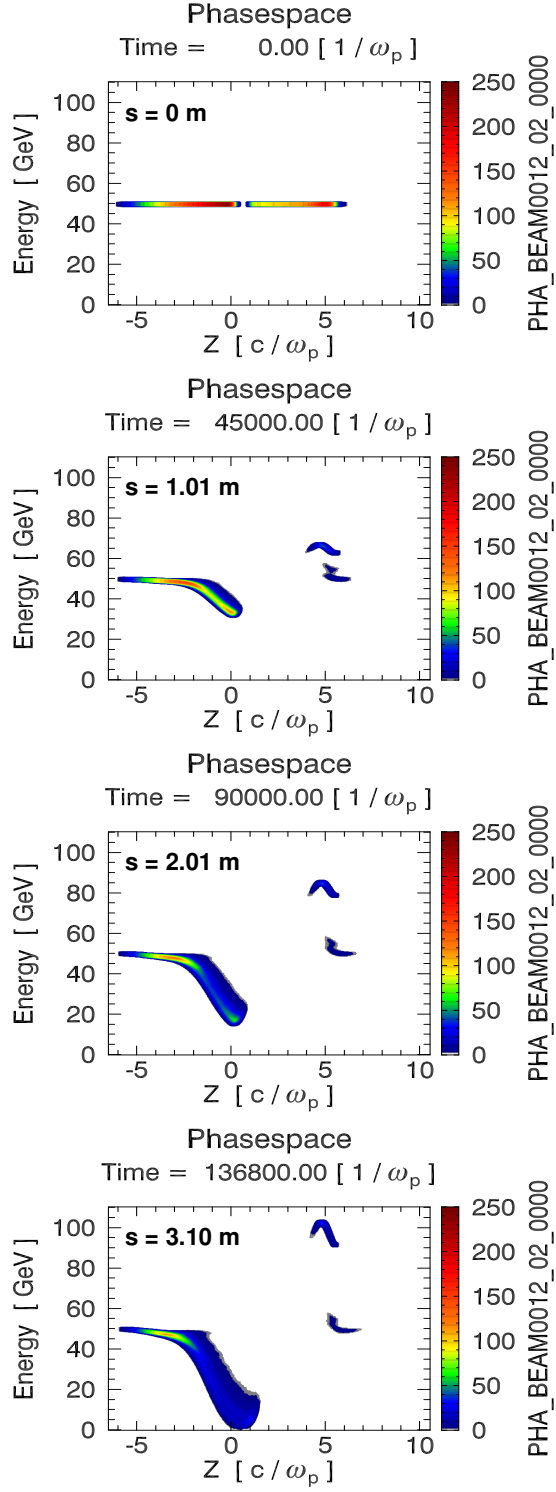 Phasespace
Time = 0.00 [ 1 / ωp ]
s = 0 m
Energy [ GeV ]
100
80
60
40
20
0
-5 0 5 10
Z [ c / ωp ]
250
200
150
100
50
0
PHA_BEAM0012_02_0000
Phasespace
Time = 45000.00 [ 1 / ωp ]
s = 1.01 m
Energy [ GeV ]
100
80
60
40
20
0
-5 0 5 10
Z [ c / ωp ]
250
200
150
100
50
0
PHA_BEAM0012_02_0000
Phasespace
Time = 90000.00 [ 1 / ωp ]
s = 2.01 m
Energy [ GeV ]
100
80
60
40
20
0
-5 0 5 10
Z [ c / ωp ]
250
200
150
100
50
0
PHA_BEAM0012_02_0000
Phasespace
Time = 136800.00 [ 1 / ωp ]
s = 3.10 m
Energy [ GeV ]
100
80
60
40
20
0
-5 0 5 10
Z [ c / ωp ]
250
200
150
100
50
0
PHA_BEAM0012_02_0000